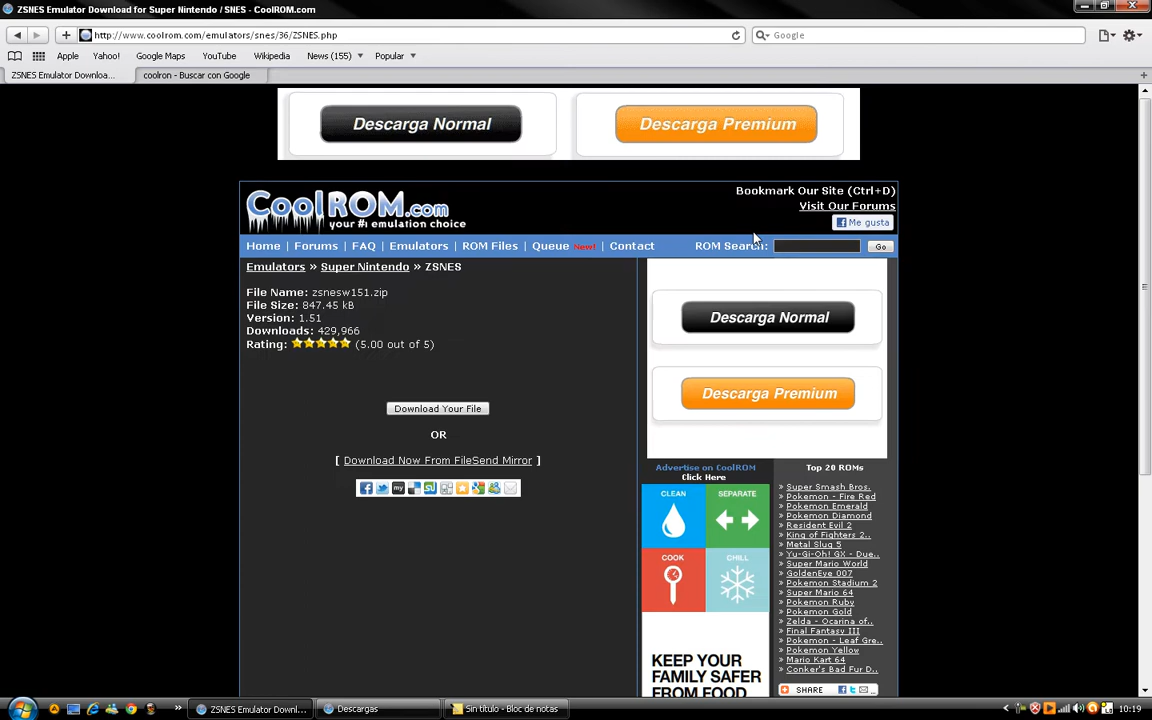 ZSNES Emulator Download for Super Nintendo / SNES - CoolROM.com
http://www.coolrom.com/emulators/snes/36/ZSNES.php
Google
Apple Yahoo! Google Maps YouTube Wikipedia News (155) Popular
ZSNES Emulator Downloa...
coolron - Buscar con Google
Descarga Normal
Descarga Premium
CoolROM.com
your #1 emulation choice
Bookmark Our Site (Ctrl+D)
Visit Our Forums
Me gusta
Home | Forums | FAQ | Emulators | ROM Files | Queue New! | Contact
ROM Search:
Go
Emulators » Super Nintendo » ZSNES
File Name: zsnesw151.zip
File Size: 847.45 kB
Version: 1.51
Downloads: 429,966
Rating: (5.00 out of 5)
Download Your File
OR
[ Download Now From FileSend Mirror ]
Descarga Normal
Descarga Premium
Advertise on CoolROM
Click Here
CLEAN
SEPARATE
COOK
CHILL
KEEP YOUR
FAMILY SAFER
FROM FOOD
Top 20 ROMs
» Super Smash Bros.
» Pokemon - Fire Red
» Pokemon Emerald
» Pokemon Diamond
» Resident Evil 2
» King of Fighters 2..
» Metal Slug 5
» Yu-Gi-Oh! GX - Due..
» Super Mario World
» GoldenEye 007
» Pokemon Stadium 2
» Super Mario 64
» Pokemon Ruby
» Pokemon Gold
» Zelda - Ocarina of..
» Final Fantasy III
» Pokemon - Leaf Gre..
» Pokemon Yellow
» Mario Kart 64
» Conker's Bad Fur D..
SHARE
ZSNES Emulator Downl...
Descargas
Sin título - Bloc de notas
10:19